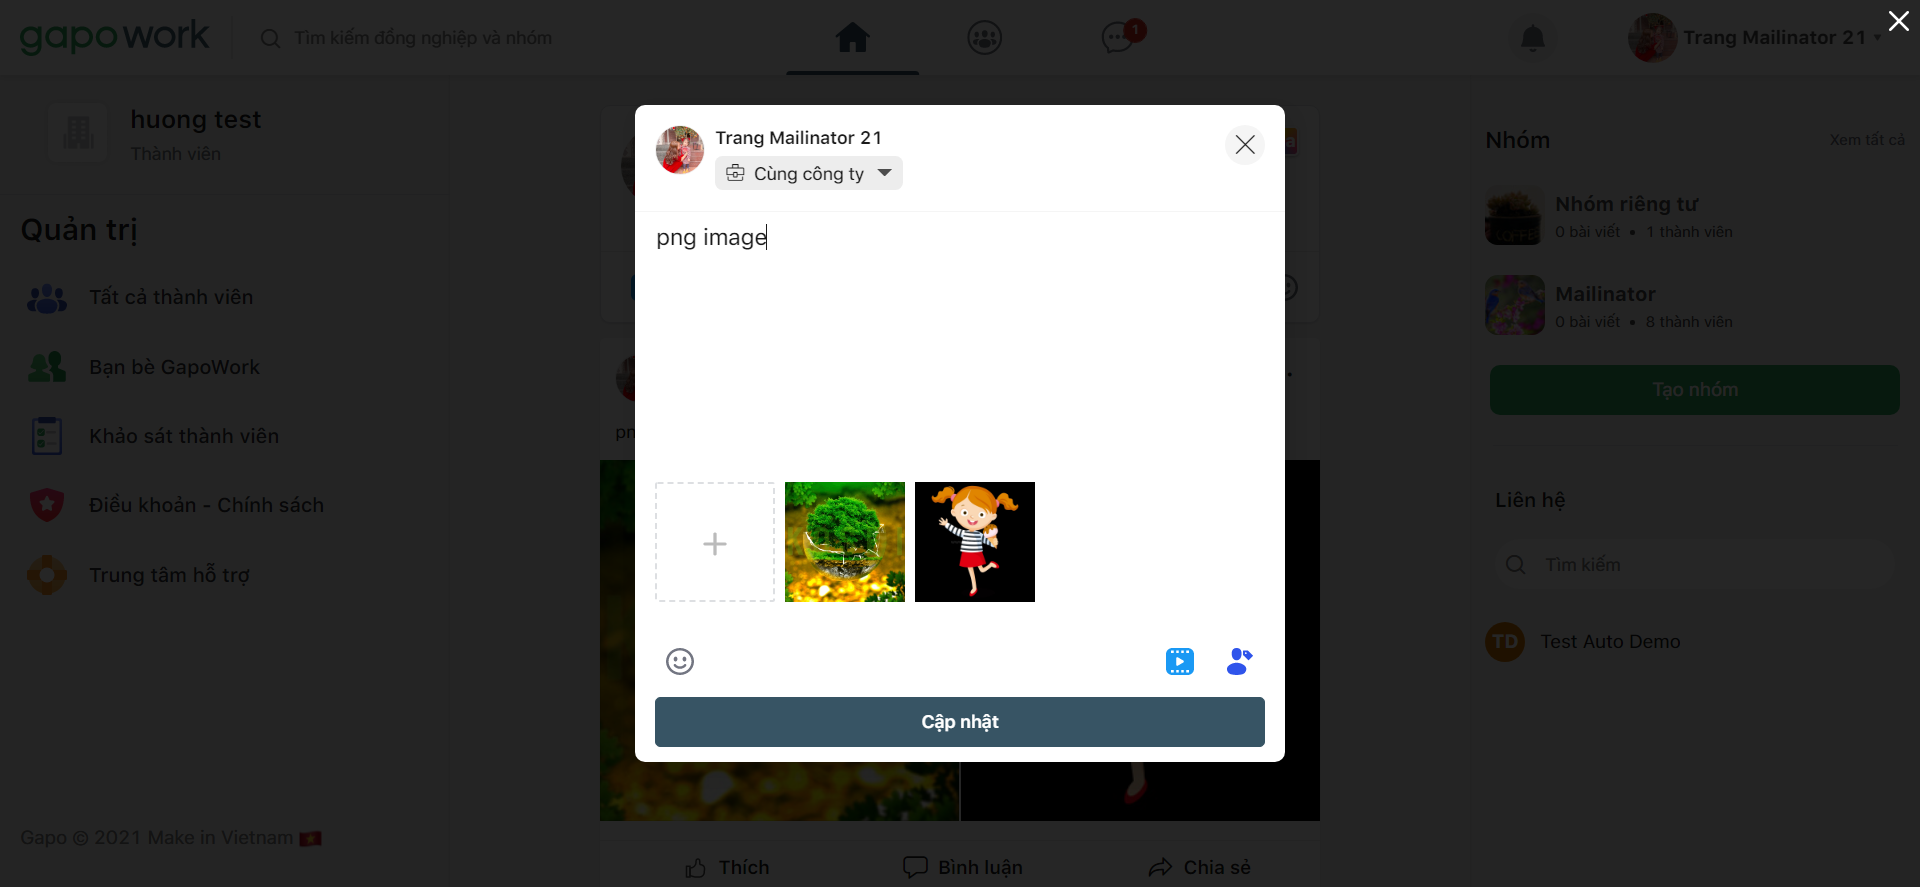 gapowork
Tìm kiếm đồng nghiệp và nhóm
1
Trang Mailinator 21
huong test
Thành viên
Quản trị
Tất cả thành viên
Bạn bè GapoWork
Khảo sát thành viên
Điều khoản - Chính sách
Trung tâm hỗ trợ
Gapo © 2021 Make in Vietnam
Trang Mailinator 21
Cùng công ty
png image
Cập nhật
Thích
Bình luận
Chia sẻ
Nhóm
Xem tất cả
Nhóm riêng tư
0 bài viết • 1 thành viên
Mailinator
0 bài viết • 8 thành viên
Tạo nhóm
Liên hệ
Tìm kiếm
TD
Test Auto Demo